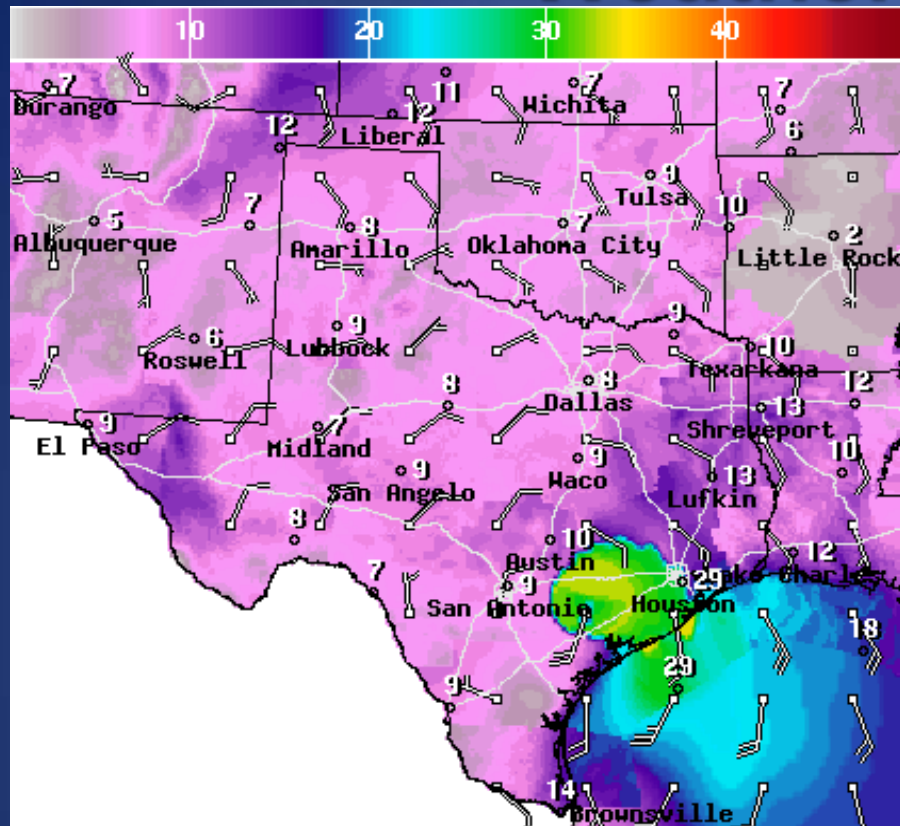 10 20 30 40
7 11 7 7
Durango 12 Liberal Wichita
12 6
9
Tulsa
5 7 8 7 10 2
Albuquerque Amarillo Oklahoma City Little Rock
6 9 9 10
Roswell Lubbock Texarkana
8 8 12
Dallas 13
9 7 Shreveport
El Paso Midland
9 9 13 10
San Angelo Waco Lufkin
8 10 12
Austin
7 9 29 Lake Charles
San Antonio Houston
18
9 29
14
Brownsville